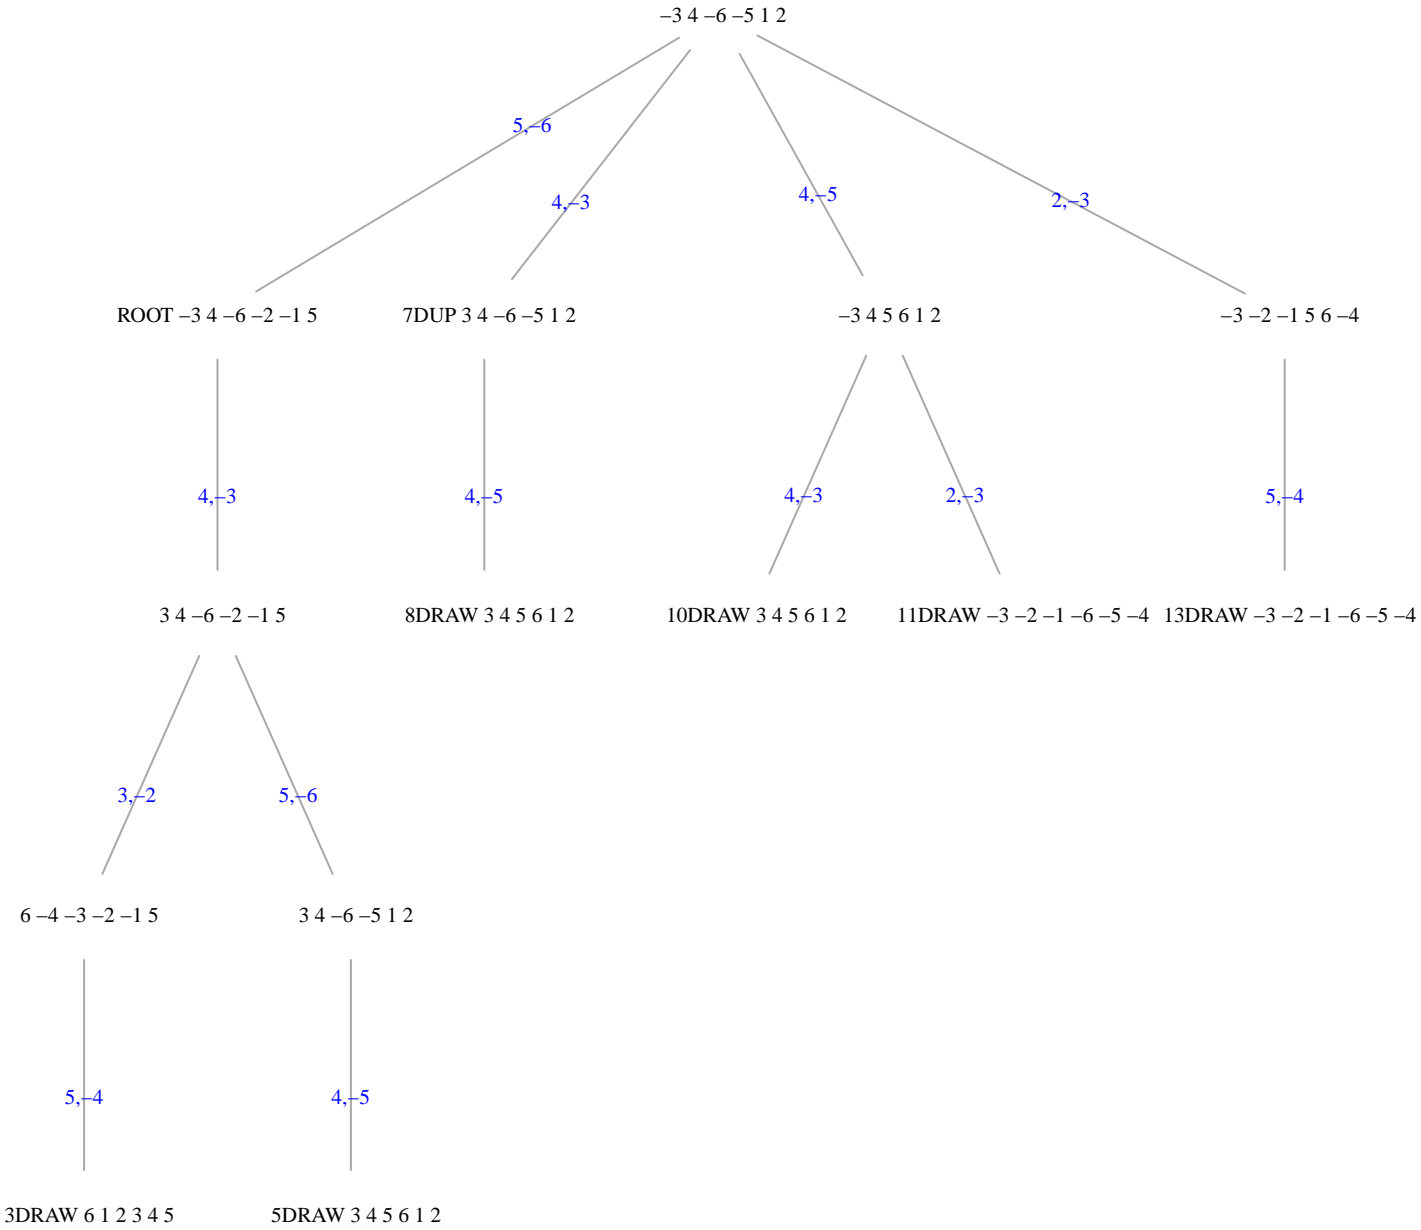 –3 4 –6 –5 1 2
5,–6
4,–3
4,–5
2,–3
ROOT –3 4 –6 –2 –1 5
7DUP 3 4 –6 –5 1 2
–3 4 5 6 1 2
–3 –2 –1 5 6 –4
4,–3
4,–5
4,–3
2,–3
5,–4
3 4 –6 –2 –1 5
8DRAW 3 4 5 6 1 2
10DRAW 3 4 5 6 1 2
11DRAW –3 –2 –1 –6 –5 –4
13DRAW –3 –2 –1 –6 –5 –4
3,–2
5,–6
6 –4 –3 –2 –1 5
3 4 –6 –5 1 2
5,–4
4,–5
3DRAW 6 1 2 3 4 5
5DRAW 3 4 5 6 1 2